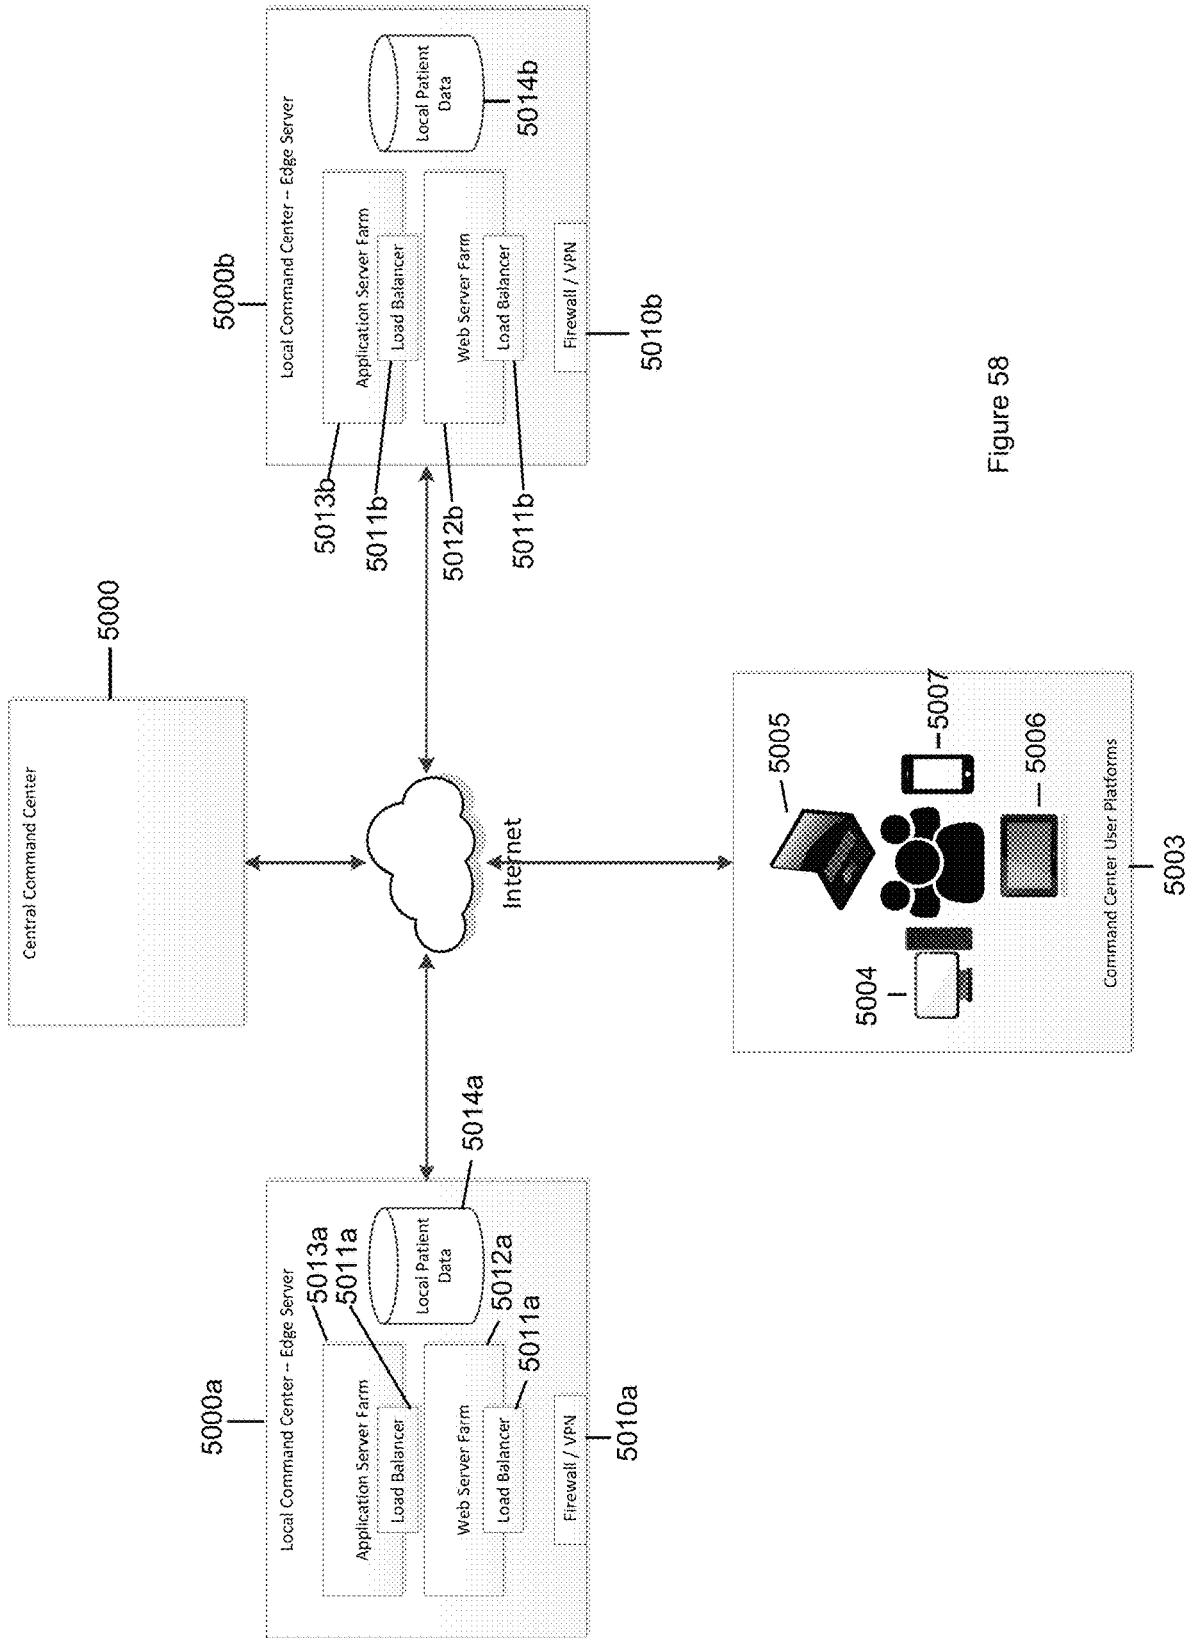 Central Command Center
5000
5000a
Local Command Center -- Edge Server
Application Server Farm
5013a
Load Balancer
5011a
Local Patient
Data
5014a
Web Server Farm
5012a
Load Balancer
5011a
Firewall / VPN
5010a
Internet
5000b
Local Command Center -- Edge Server
Application Server Farm
5013b
Load Balancer
5011b
Local Patient
Data
5014b
Web Server Farm
5012b
Load Balancer
5011b
Firewall / VPN
5010b
5005
5004
5007
5006
Command Center User Platforms
5003
Figure 58